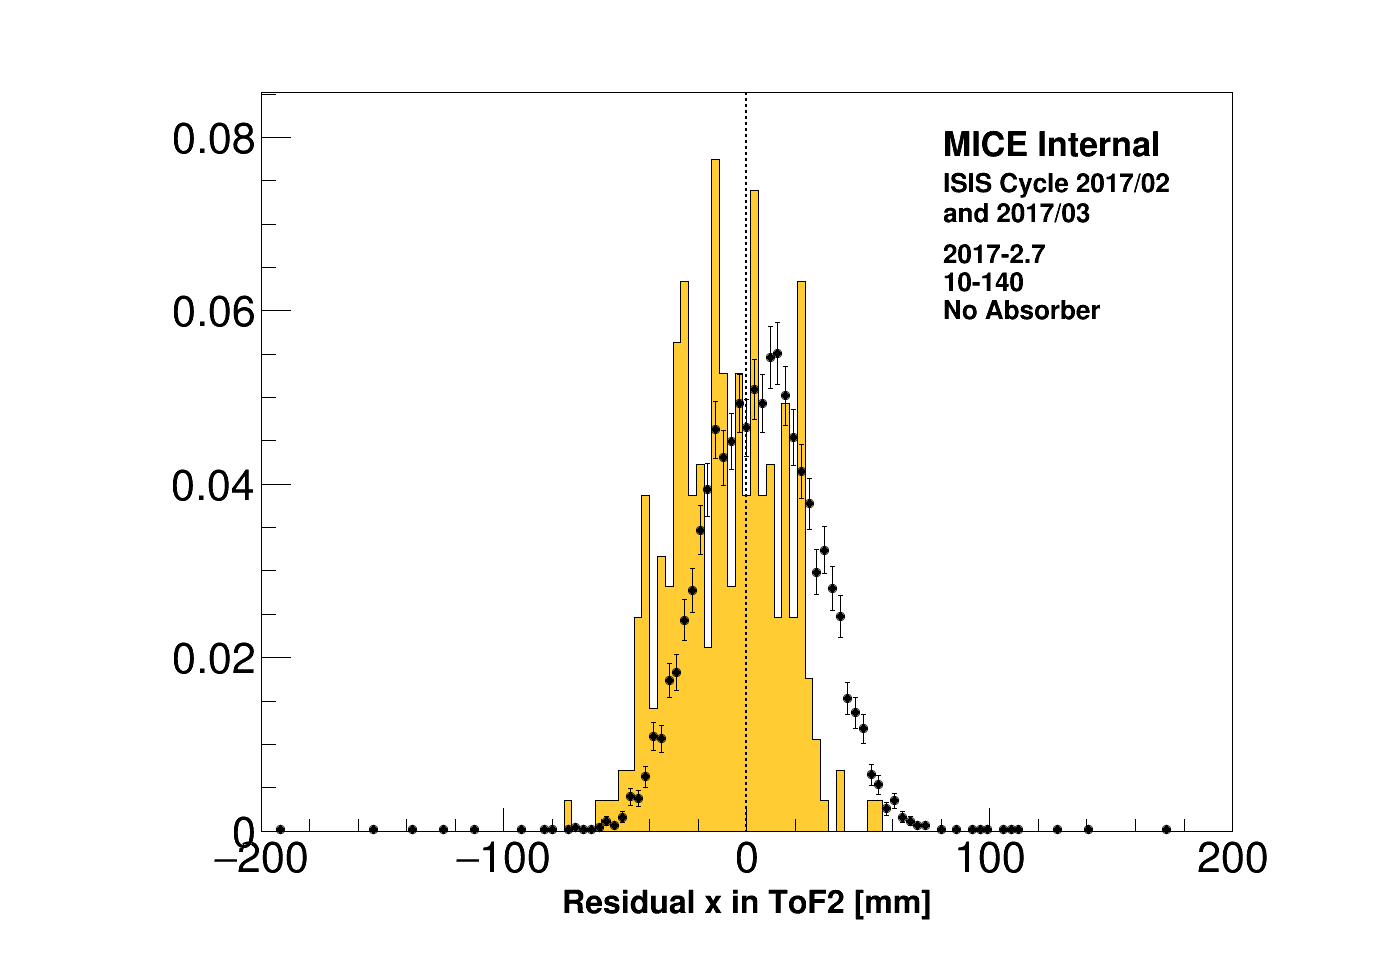 0.08
0.06
0.04
0.02
0
−200
−100
0
100
200
Residual x in ToF2 [mm]
MICE Internal
ISIS Cycle 2017/02
and 2017/03
2017-2.7
10-140
No Absorber